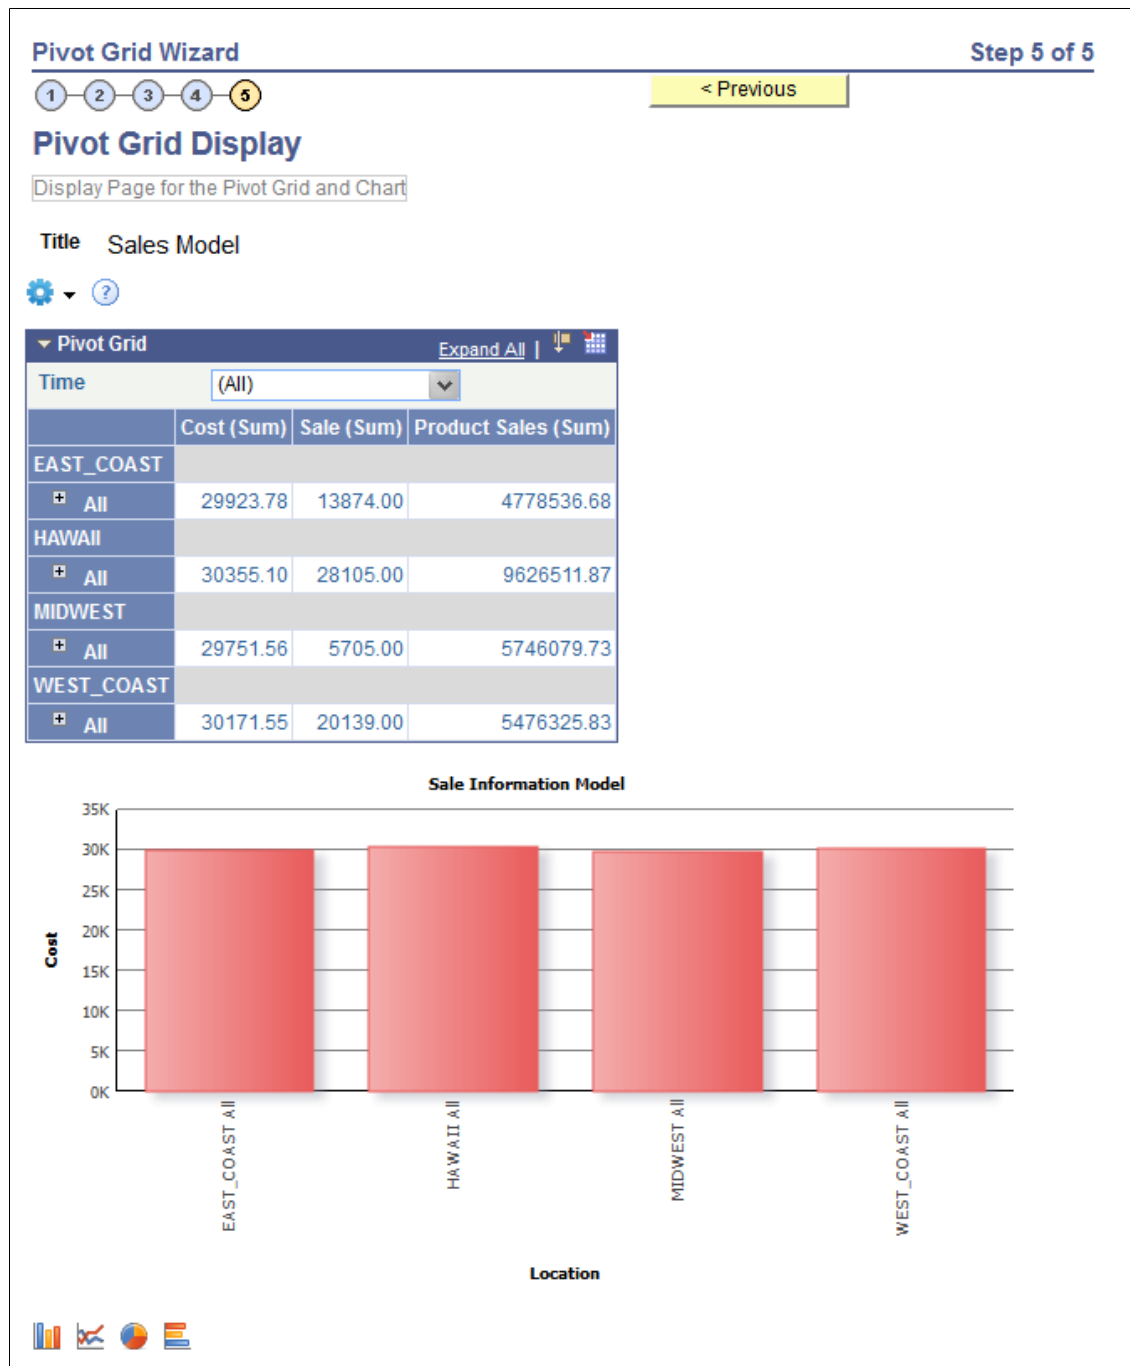 Pivot Grid Wizard Step 5 of 5
1 2 3 4 5 < Previous
Pivot Grid Display
Display Page for the Pivot Grid and Chart
Title Sales Model
?
Pivot Grid Expand All |
Time (All)
Cost (Sum) Sale (Sum) Product Sales (Sum)
EAST_COAST
All 29923.78 13874.00 4778536.68
HAWAII
All 30355.10 28105.00 9626511.87
MIDWEST
All 29751.56 5705.00 5746079.73
WEST_COAST
All 30171.55 20139.00 5476325.83
Sale Information Model
35K
30K
25K
20K
15K
10K
5K
0K
Cost
EAST_COAST All
HAWAII All
MIDWEST All
WEST_COAST All
Location